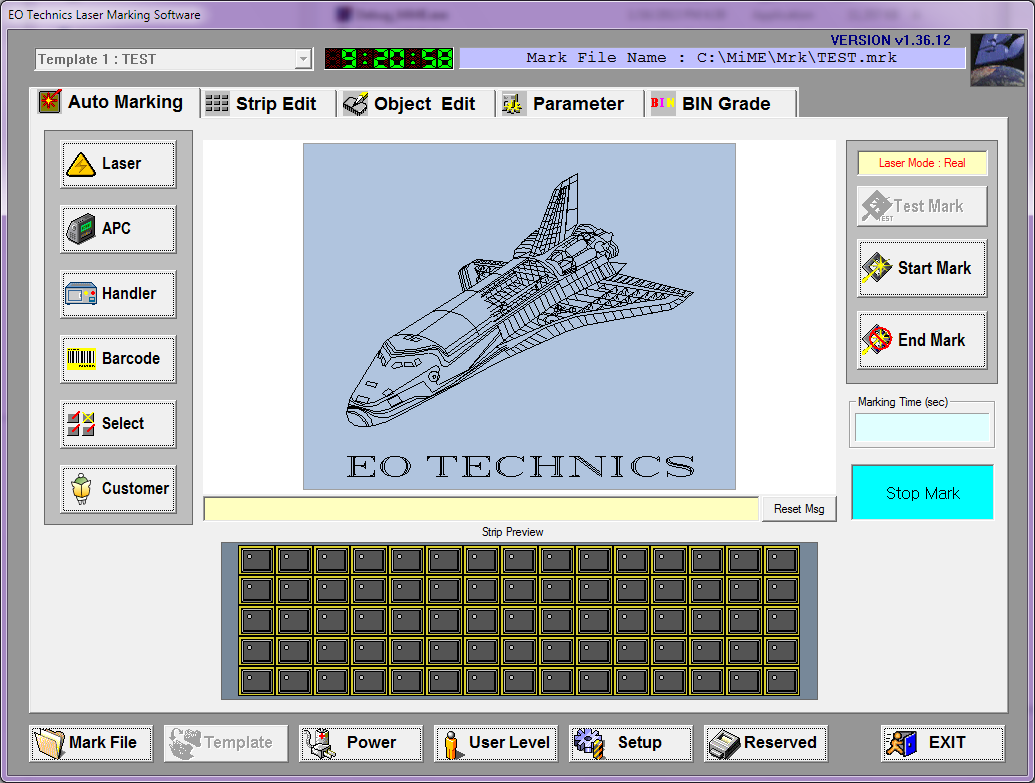 EO Technics Laser Marking Software
VERSION v1.36.12
Template 1 : TEST
9:20:58
Mark File Name : C:\MiME\Mrk\TEST.mrk
Auto Marking
Strip Edit
Object Edit
Parameter
BIN
BIN Grade
Laser
APC
Handler
Barcode
Select
Customer
EO TECHNICS
Reset Msg
Strip Preview
Laser Mode : Real
TEST
Test Mark
Start Mark
End Mark
Marking Time (sec)
Stop Mark
Mark File
Template
Power
User Level
Setup
Reserved
EXIT